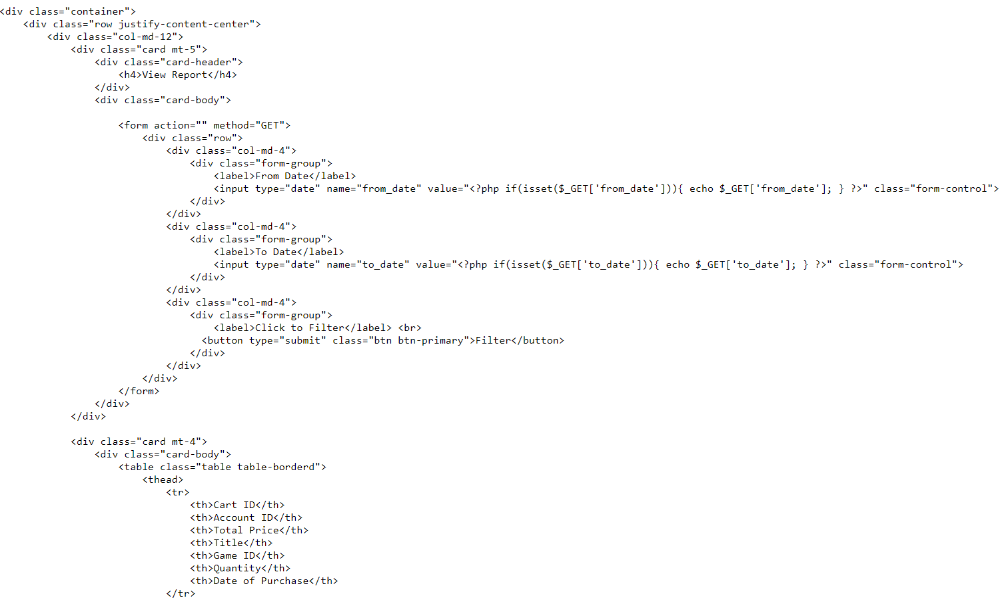 <div class="container">
<div class="row justify-content-center">
<div class="col-md-12">
<div class="card mt-5">
<div class="card-header">
<h4>View Report</h4>
</div>
<div class="card-body">
<form action="" method="GET">
<div class="row">
<div class="col-md-4">
<div class="form-group">
<label>From Date</label>
<input type="date" name="from_date" value="<?php if(isset($_GET['from_date'])){ echo $_GET['from_date']; } ?>" class="form-control">
</div>
</div>
<div class="col-md-4">
<div class="form-group">
<label>To Date</label>
<input type="date" name="to_date" value="<?php if(isset($_GET['to_date'])){ echo $_GET['to_date']; } ?>" class="form-control">
</div>
</div>
<div class="col-md-4">
<div class="form-group">
<label>Click to Filter</label> <br>
<button type="submit" class="btn btn-primary">Filter</button>
</div>
</div>
</div>
</form>
</div>
</div>
<div class="card mt-4">
<div class="card-body">
<table class="table table-borderd">
<thead>
<tr>
<th>Cart ID</th>
<th>Account ID</th>
<th>Total Price</th>
<th>Title</th>
<th>Game ID</th>
<th>Quantity</th>
<th>Date of Purchase</th>
</tr>